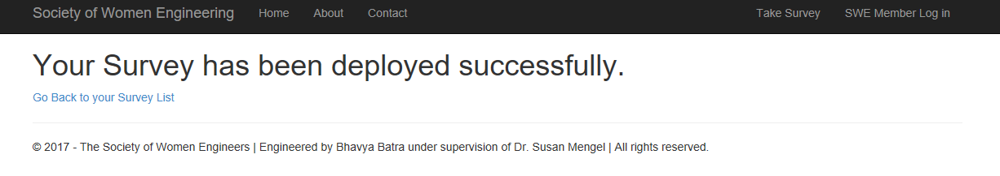 Society of Women Engineering Home About Contact Take Survey SWE Member Log in
Your Survey has been deployed successfully.
Go Back to your Survey List
© 2017 - The Society of Women Engineers | Engineered by Bhavya Batra under supervision of Dr. Susan Mengel | All rights reserved.